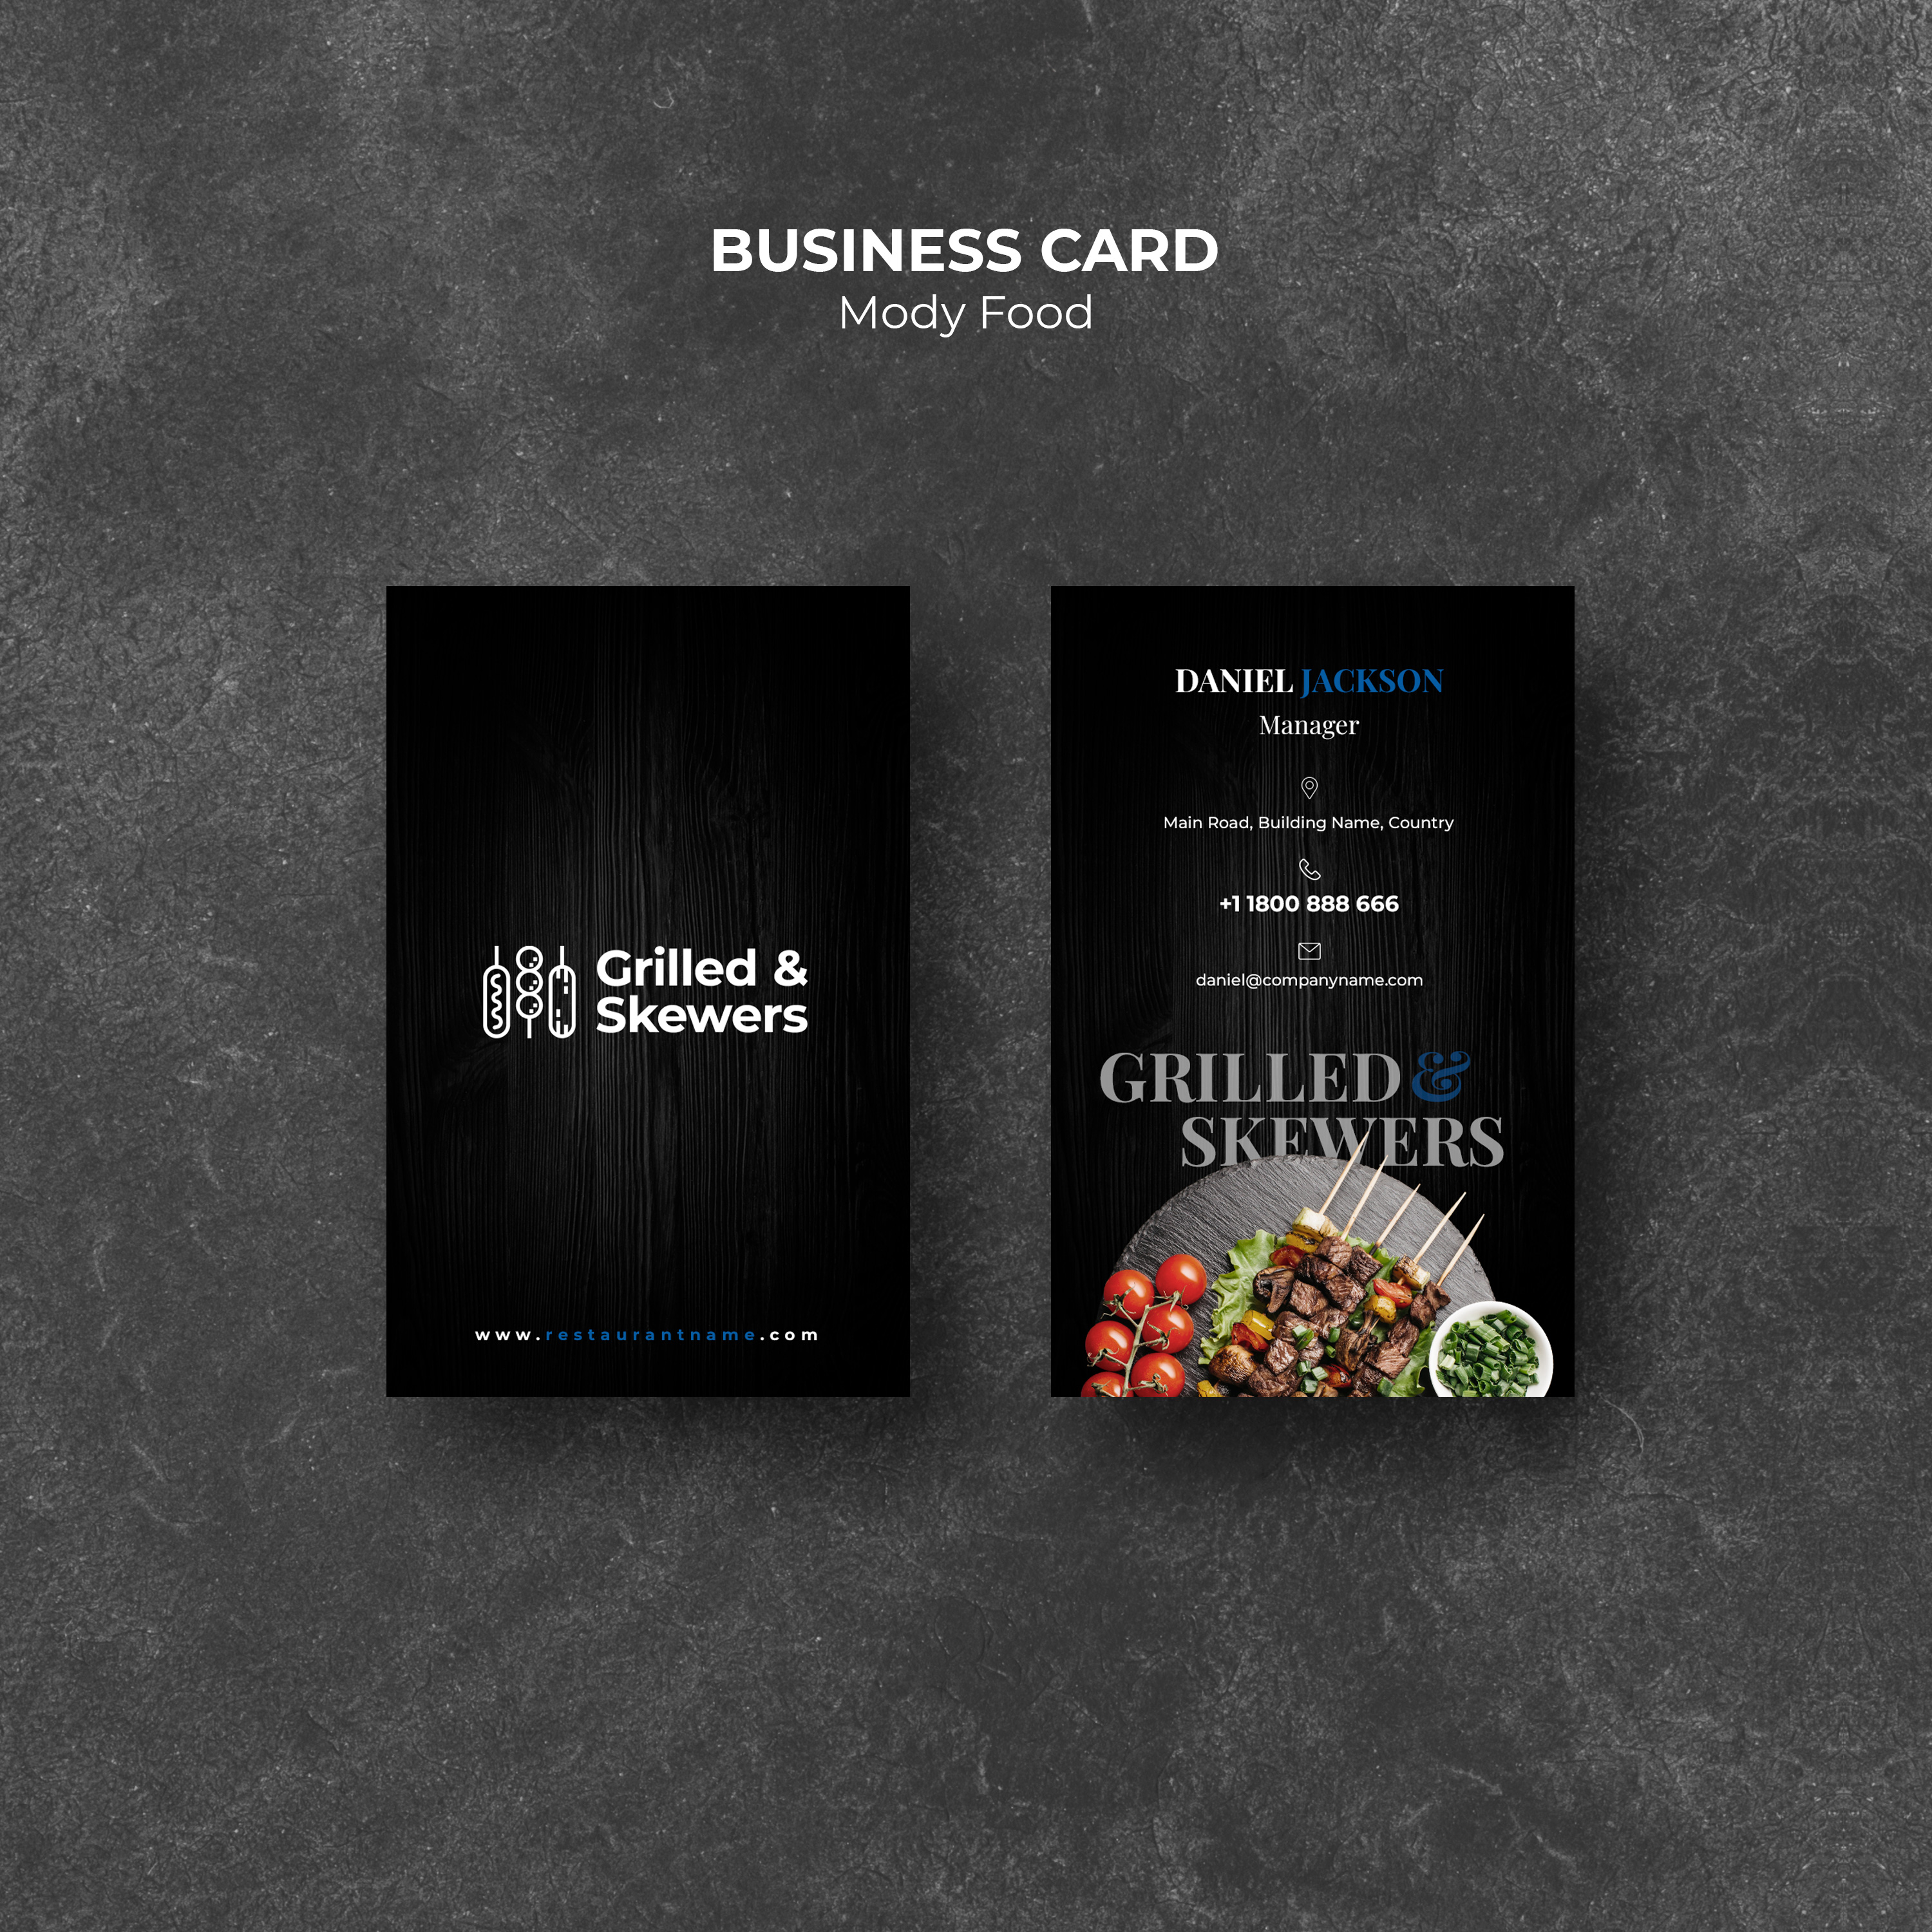 BUSINESS CARD
Mody Food
Grilled &
Skewers
www.restaurantname.com
DANIEL JACKSON
Manager
Main Road, Building Name, Country
+1 1800 888 666
daniel@companyname.com
GRILLED &
SKEWERS